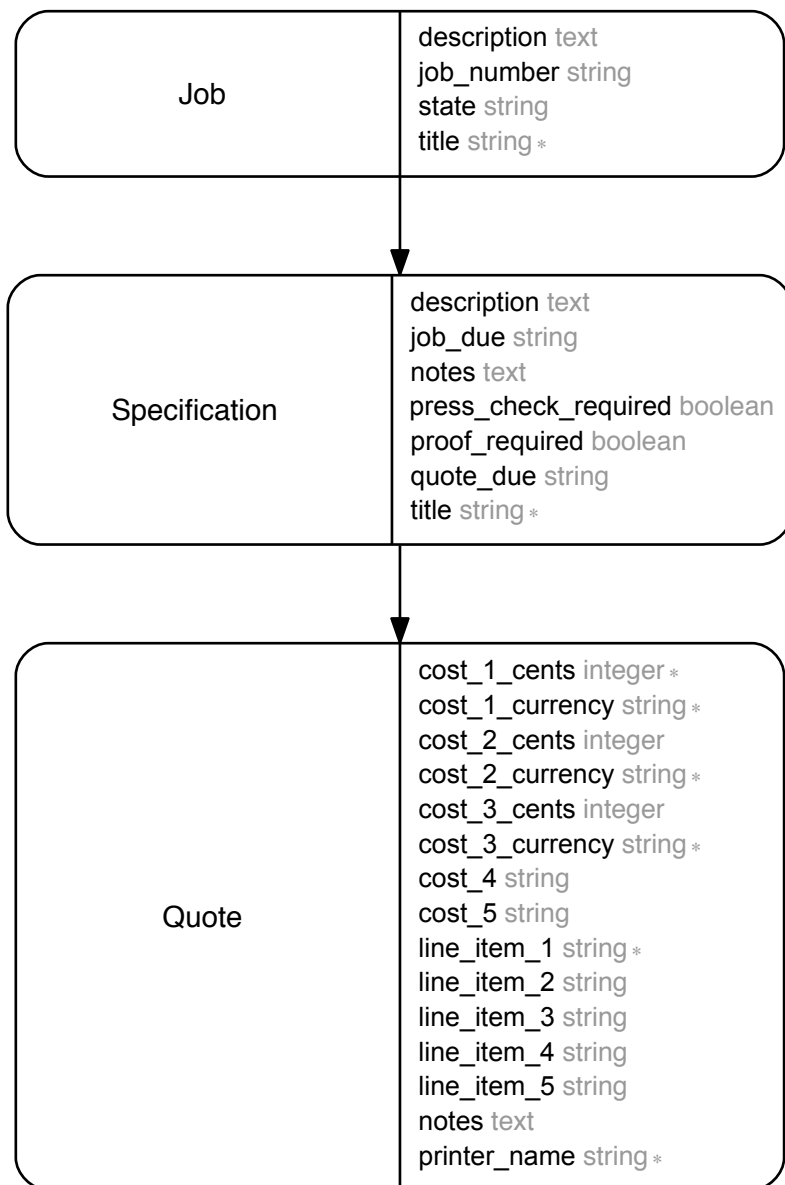 Job
description text
job_number string
state string
title string *
Specification
description text
job_due string
notes text
press_check_required boolean
proof_required boolean
quote_due string
title string *
Quote
cost_1_cents integer *
cost_1_currency string *
cost_2_cents integer
cost_2_currency string *
cost_3_cents integer
cost_3_currency string *
cost_4 string
cost_5 string
line_item_1 string *
line_item_2 string
line_item_3 string
line_item_4 string
line_item_5 string
notes text
printer_name string *